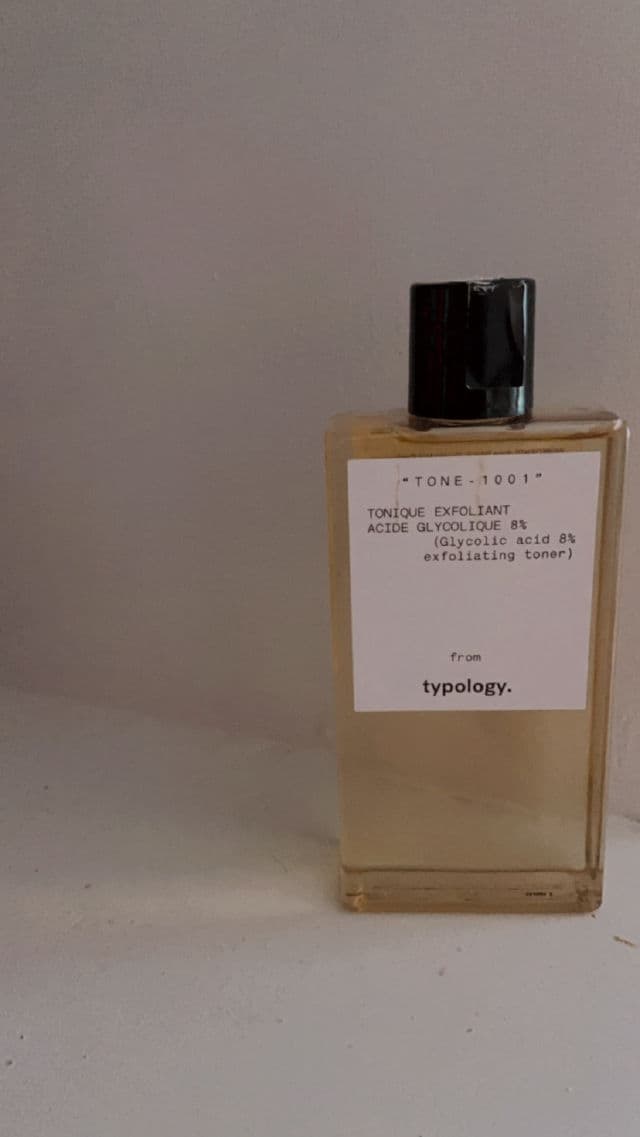 "TONE-1001"
TONIQUE EXFOLIANT
ACIDE GLYCOLIQUE 8%
(Glycolic acid 8%
exfoliating toner)
from
typology.